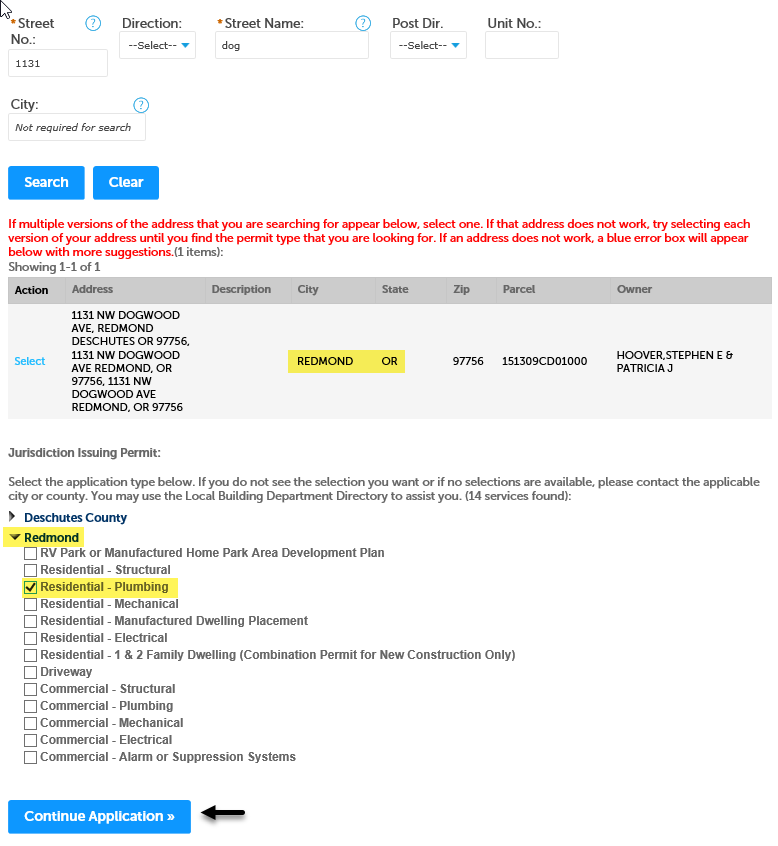 *Street No.: ? Direction: *Street Name: ? Post Dir. Unit No.:
1131 --Select-- dog --Select--
City: ?
Not required for search
Search Clear
If multiple versions of the address that you are searching for appear below, select one. If that address does not work, try selecting each
version of your address until you find the permit type that you are looking for. If an address does not work, a blue error box will appear
below with more suggestions.(1 items):
Showing 1-1 of 1
Action Address Description City State Zip Parcel Owner
1131 NW DOGWOOD
AVE, REDMOND
DESCHUTES OR 97756,
1131 NW DOGWOOD
AVE REDMOND, OR
97756, 1131 NW
DOGWOOD AVE
REDMOND, OR 97756
Select REDMOND OR 97756 151309CD01000 HOOVER,STEPHEN E &
PATRICIA J
Jurisdiction Issuing Permit:
Select the application type below. If you do not see the selection you want or if no selections are available, please contact the applicable
city or county. You may use the Local Building Department Directory to assist you. (14 services found):
Deschutes County
Redmond
RV Park or Manufactured Home Park Area Development Plan
Residential - Structural
Residential - Plumbing
Residential - Mechanical
Residential - Manufactured Dwelling Placement
Residential - Electrical
Residential - 1 & 2 Family Dwelling (Combination Permit for New Construction Only)
Driveway
Commercial - Structural
Commercial - Plumbing
Commercial - Mechanical
Commercial - Electrical
Commercial - Alarm or Suppression Systems
Continue Application »